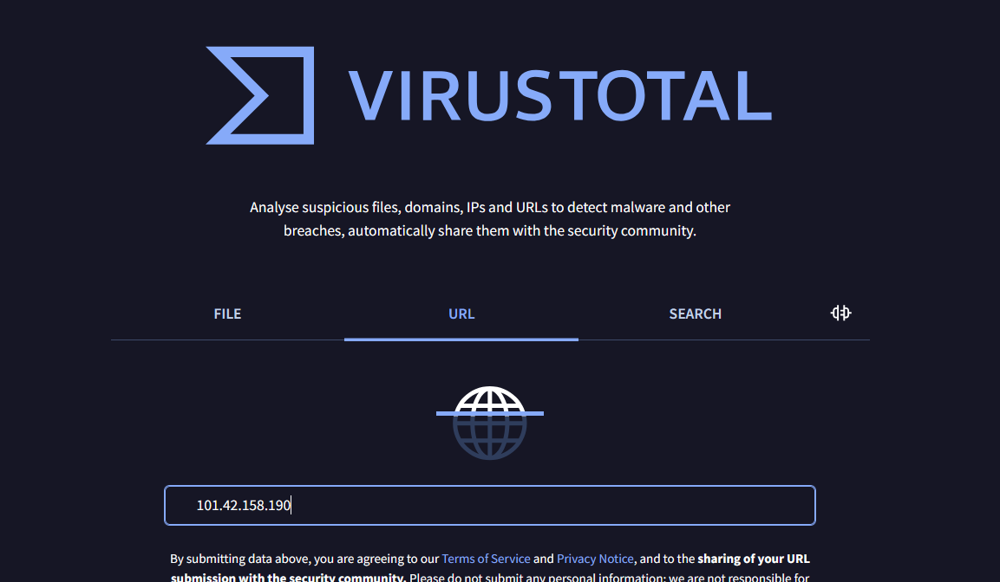 VIRUSTOTAL
Analyse suspicious files, domains, IPs and URLs to detect malware and other
breaches, automatically share them with the security community.
FILE URL SEARCH
101.42.158.190
By submitting data above, you are agreeing to our Terms of Service and Privacy Notice, and to the sharing of your URL
submission with the security community. Please do not submit any personal information; we are not responsible for